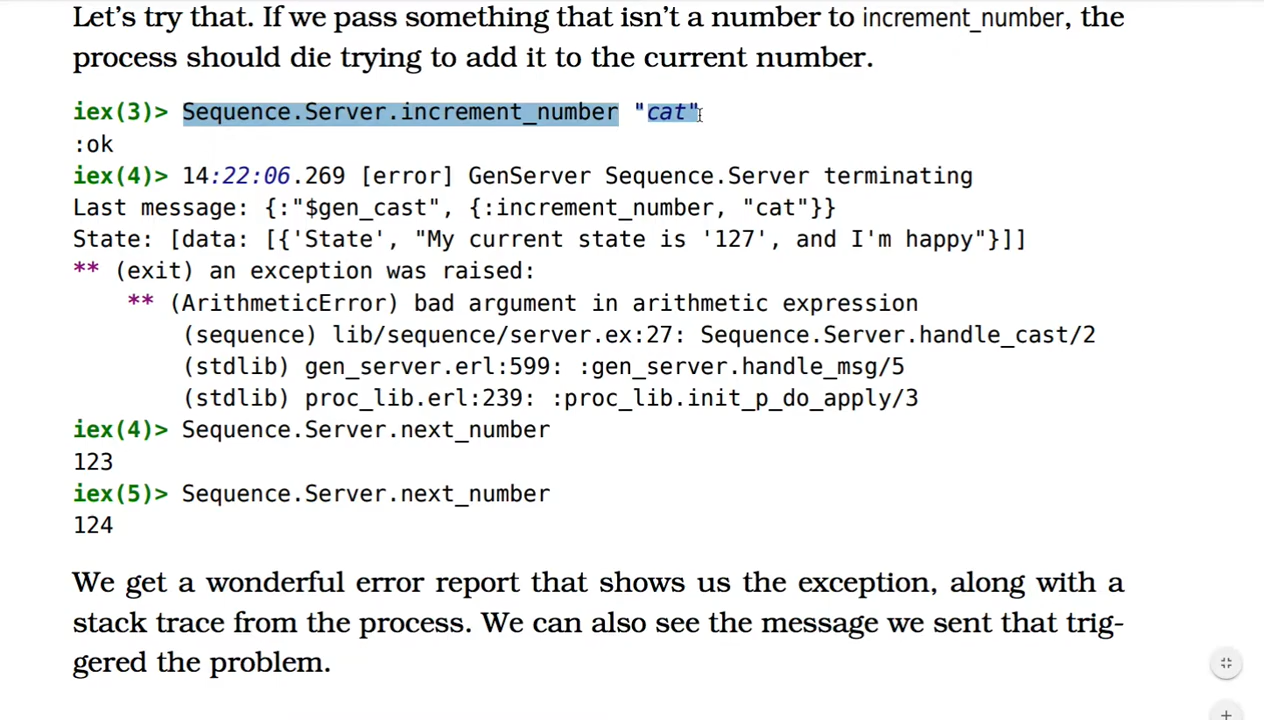 Let's try that. If we pass something that isn't a number to increment_number, the
process should die trying to add it to the current number.
iex(3)> Sequence.Server.increment_number "cat"
:ok
iex(4)> 14:22:06.269 [error] GenServer Sequence.Server terminating
Last message: {:"$gen_cast", {:increment_number, "cat"}}
State: [data: [{'State', "My current state is '127', and I'm happy"}]]
** (exit) an exception was raised:
    ** (ArithmeticError) bad argument in arithmetic expression
        (sequence) lib/sequence/server.ex:27: Sequence.Server.handle_cast/2
        (stdlib) gen_server.erl:599: :gen_server.handle_msg/5
        (stdlib) proc_lib.erl:239: :proc_lib.init_p_do_apply/3
iex(4)> Sequence.Server.next_number
123
iex(5)> Sequence.Server.next_number
124
We get a wonderful error report that shows us the exception, along with a
stack trace from the process. We can also see the message we sent that trig-
gered the problem.